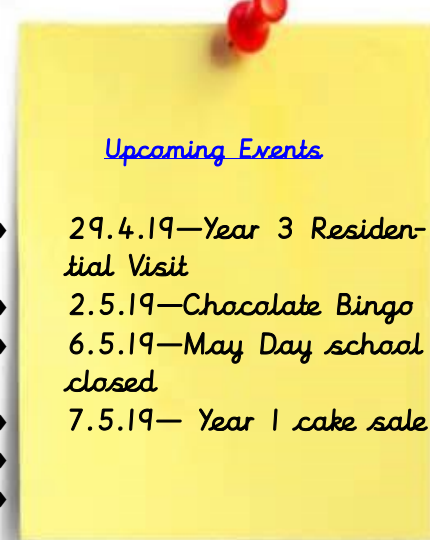 Upcoming Events
29.4.19—Year 3 Residen-
tial Visit
2.5.19—Chocolate Bingo
6.5.19—May Day school
closed
7.5.19— Year 1 cake sale